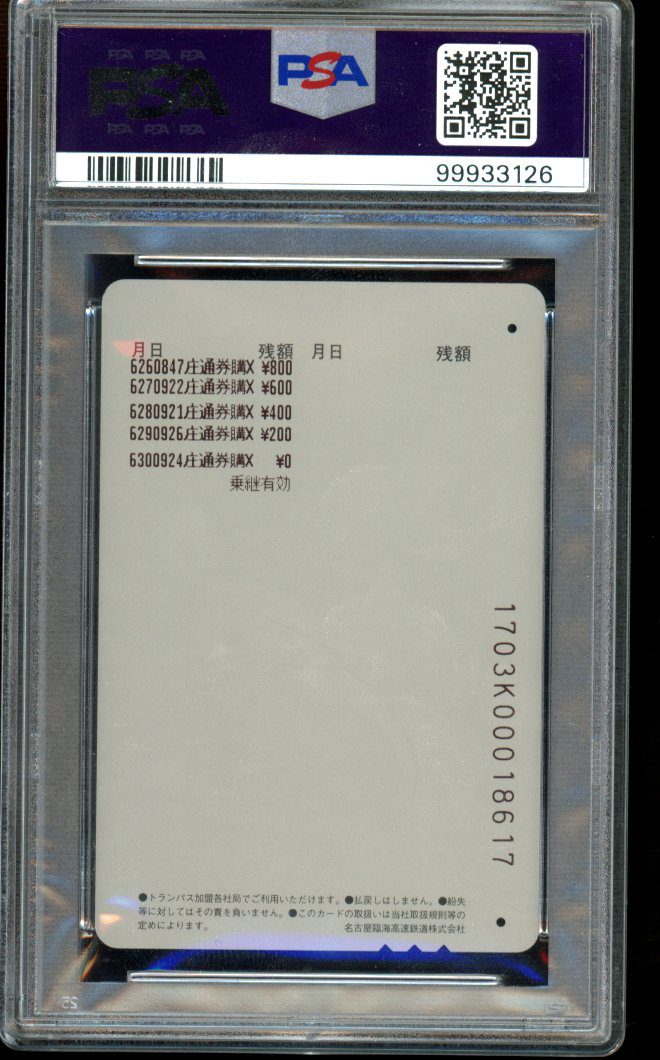 PSA PSA PSA
PSA
PSA PSA PSA
PSA
99933126
月日 残額 月日 残額
6260847庄通券購X ¥800
6270922庄通券購X ¥600
6280921庄通券購X ¥400
6290926庄通券購X ¥200
6300924庄通券購X ¥0
乗継有効
1703K00018617
●トランパス加盟各社局でご利用いただけます。●払戻しはしません。●紛失
等に対してはその責を負いません。●このカードの取扱いは当社取扱規則等の
定めによります。 名古屋臨海高速鉄道株式会社